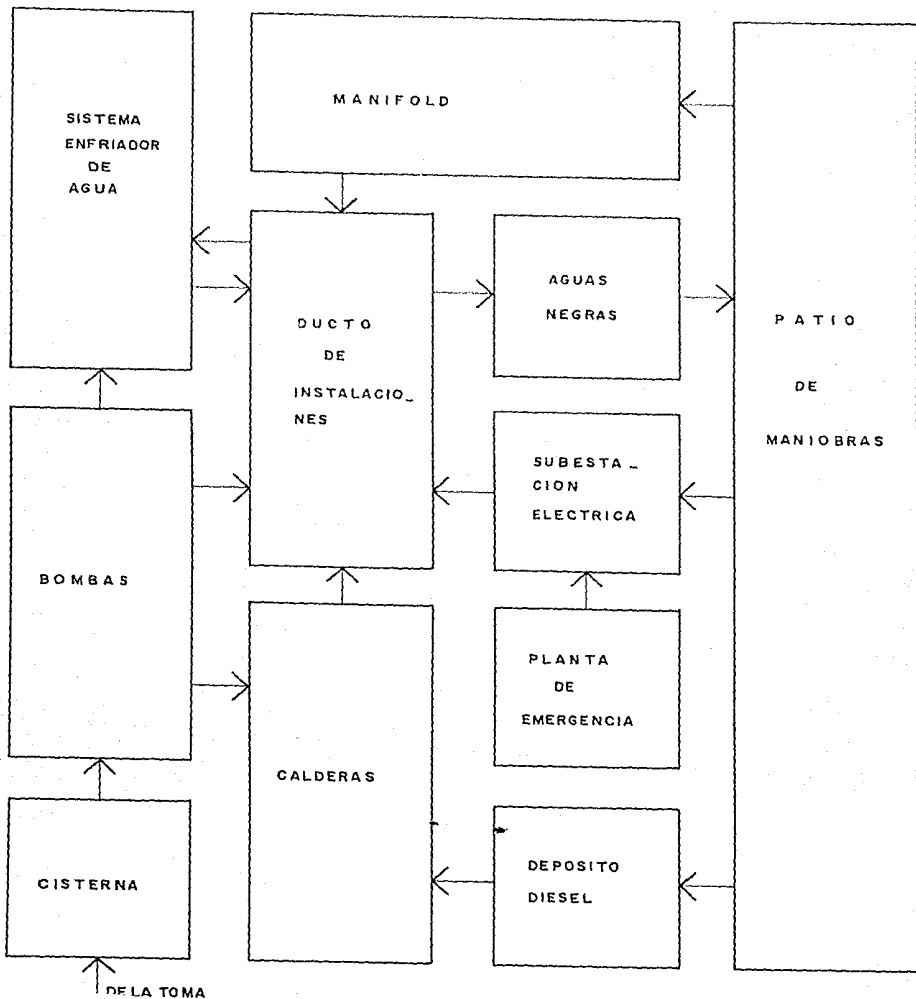 SISTEMA
ENFRIADOR
DE
AGUA
MANIFOLD
DUCTO
DE
INSTALACIO_
NES
AGUAS
NEGRAS
PATIO
DE
MANIOBRAS
SUBESTA_
CION
ELECTRICA
BOMBAS
PLANTA
DE
EMERGENCIA
CALDERAS
CISTERNA
DEPOSITO
DIESEL
DE LA TOMA